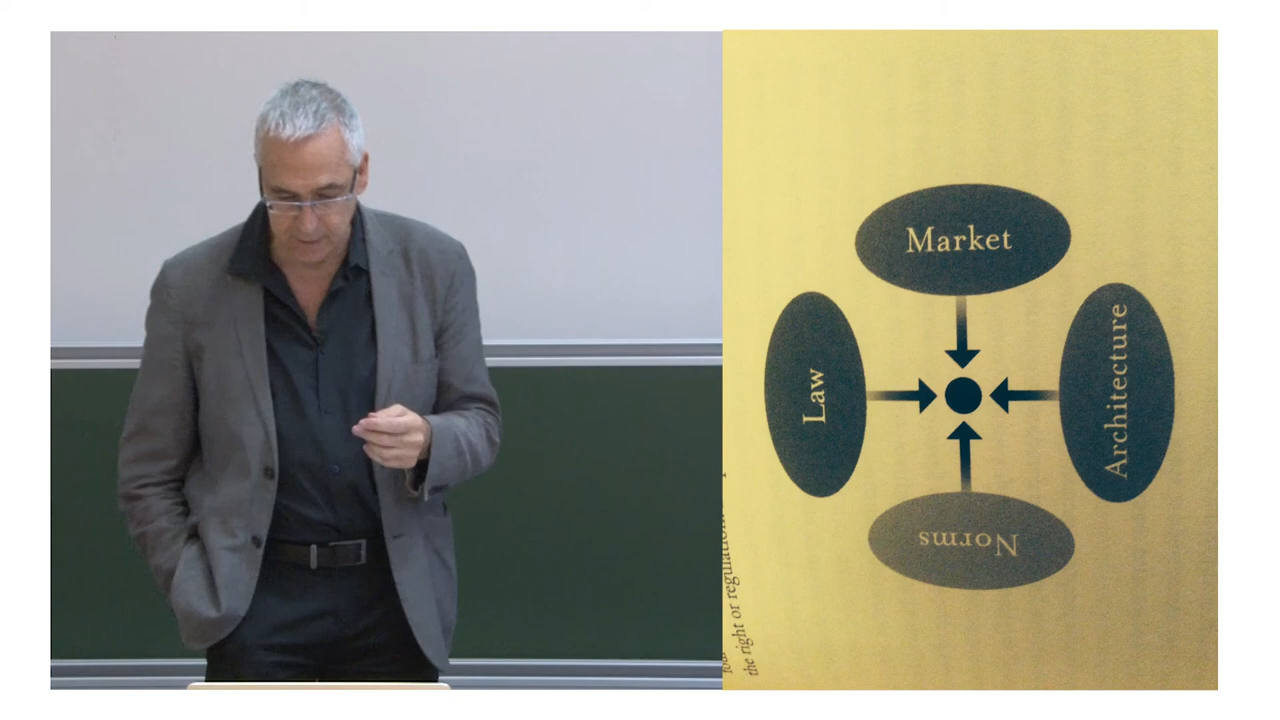 Market
Law
Architecture
Norms
the right or regulation